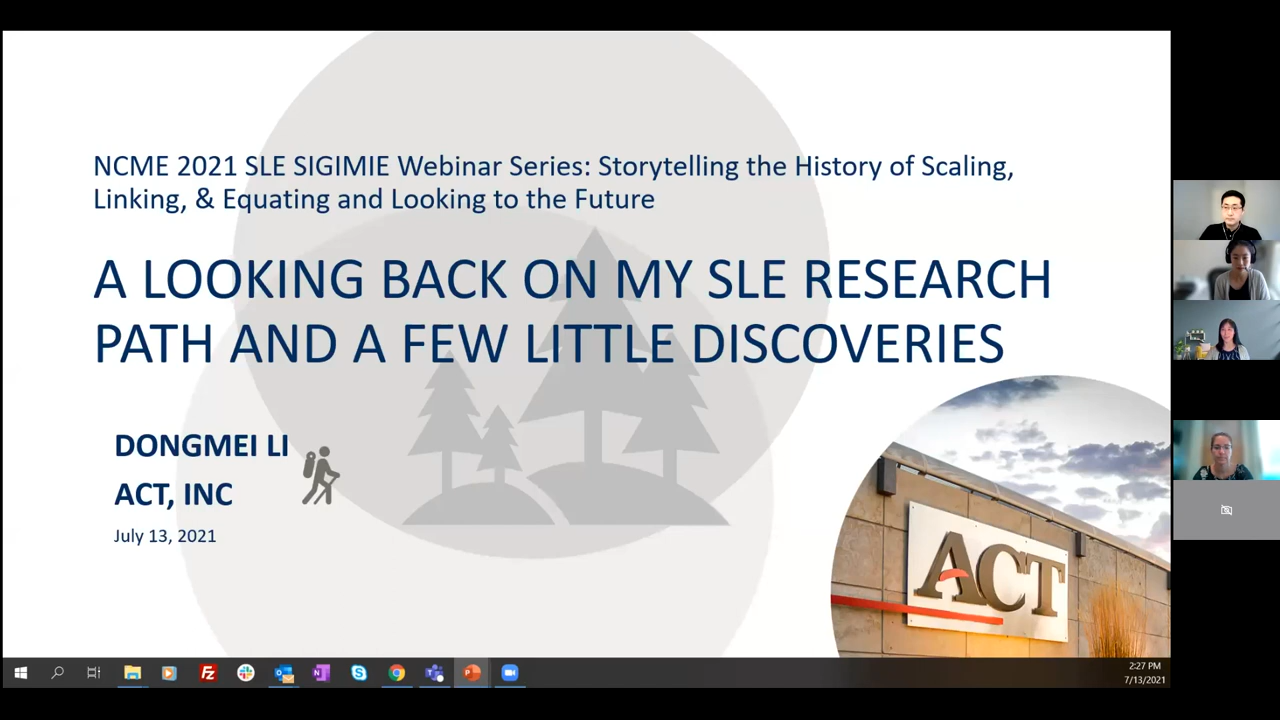 NCME 2021 SLE SIGIMIE Webinar Series: Storytelling the History of Scaling,
Linking, & Equating and Looking to the Future
A LOOKING BACK ON MY SLE RESEARCH
PATH AND A FEW LITTLE DISCOVERIES
DONGMEI LI
ACT, INC
July 13, 2021
ACT
2:27 PM
7/13/2021